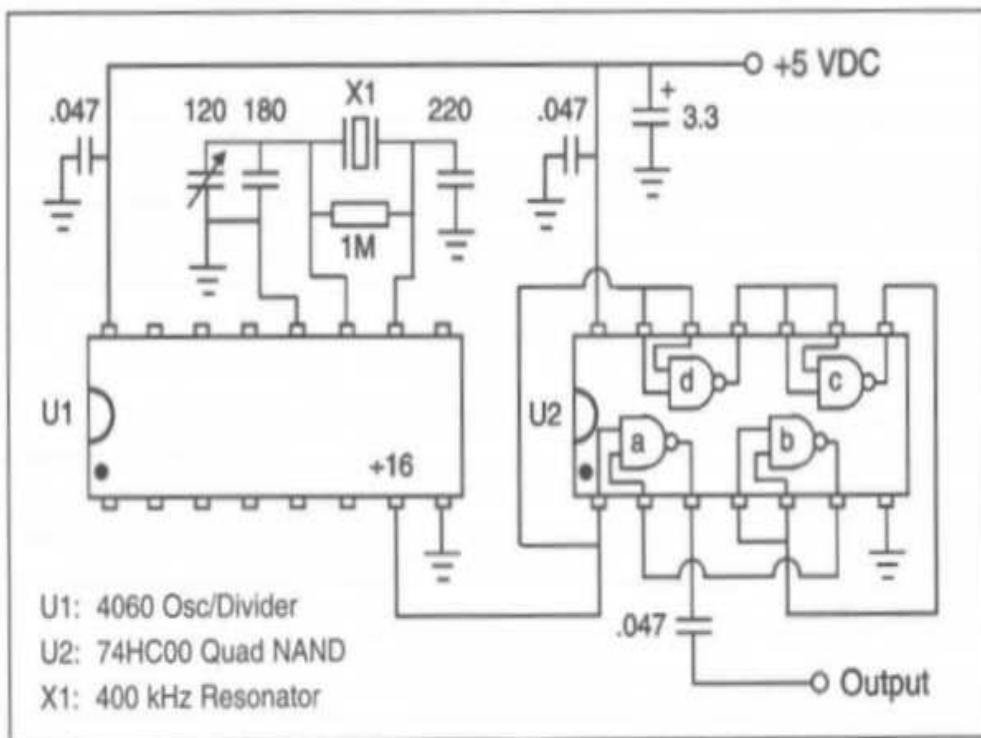 +5 VDC
.047
120
180
X1
220
.047
+
3.3
1M
U1
+16
U2
d
c
a
b
.047
Output
U1: 4060 Osc/Divider
U2: 74HC00 Quad NAND
X1: 400 kHz Resonator